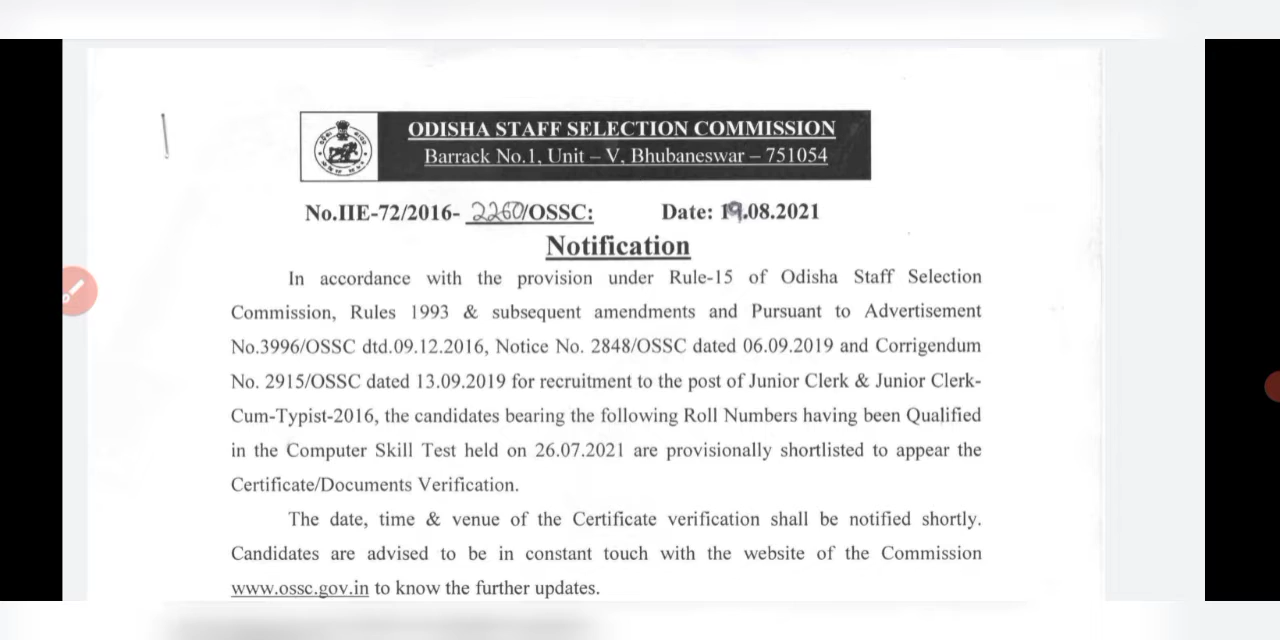 ODISHA STAFF SELECTION COMMISSION
Barrack No.1, Unit – V, Bhubaneswar – 751054
No.IIE-72/2016- 2260/OSSC: Date: 19.08.2021
Notification
In accordance with the provision under Rule-15 of Odisha Staff Selection
Commission, Rules 1993 & subsequent amendments and Pursuant to Advertisement
No.3996/OSSC dtd.09.12.2016, Notice No. 2848/OSSC dated 06.09.2019 and Corrigendum
No. 2915/OSSC dated 13.09.2019 for recruitment to the post of Junior Clerk & Junior Clerk-
Cum-Typist-2016, the candidates bearing the following Roll Numbers having been Qualified
in the Computer Skill Test held on 26.07.2021 are provisionally shortlisted to appear the
Certificate/Documents Verification.
The date, time & venue of the Certificate verification shall be notified shortly.
Candidates are advised to be in constant touch with the website of the Commission
www.ossc.gov.in to know the further updates.